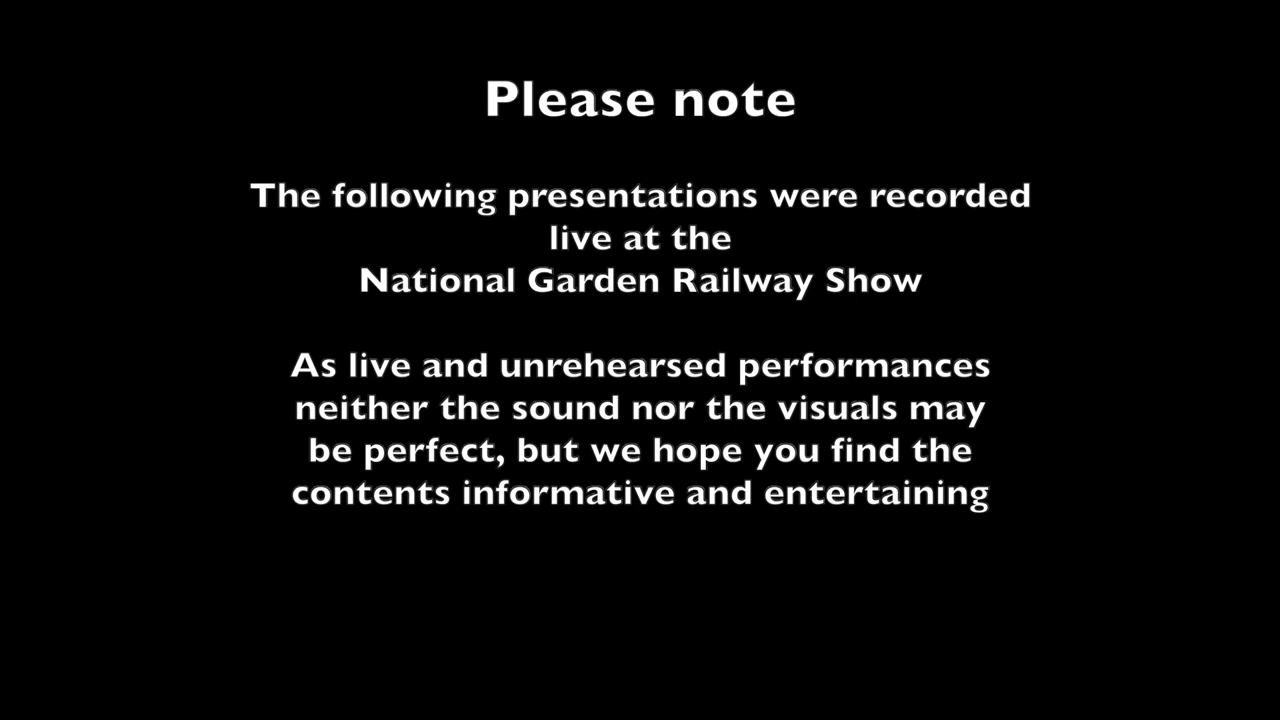 Please note
The following presentations were recorded
live at the
National Garden Railway Show
As live and unrehearsed performances
neither the sound nor the visuals may
be perfect, but we hope you find the
contents informative and entertaining